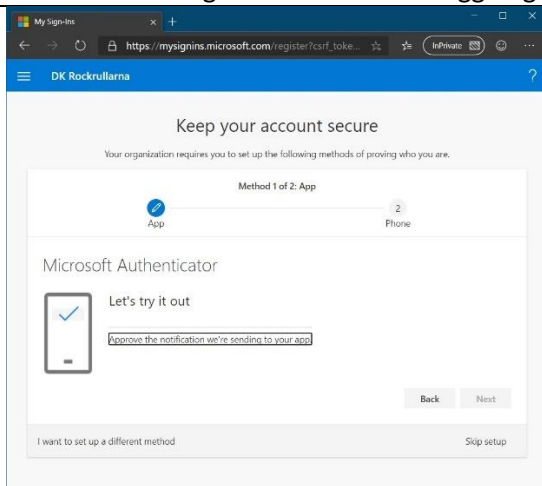 My Sign-Ins
https://mysignins.microsoft.com/register?csrf_toke...
InPrivate
DK Rockrullarna
?
Keep your account secure
Your organization requires you to set up the following methods of proving who you are.
Method 1 of 2: App
App
2
Phone
Microsoft Authenticator
Let's try it out
Approve the notification we're sending to your app.
Back
Next
I want to set up a different method
Skip setup